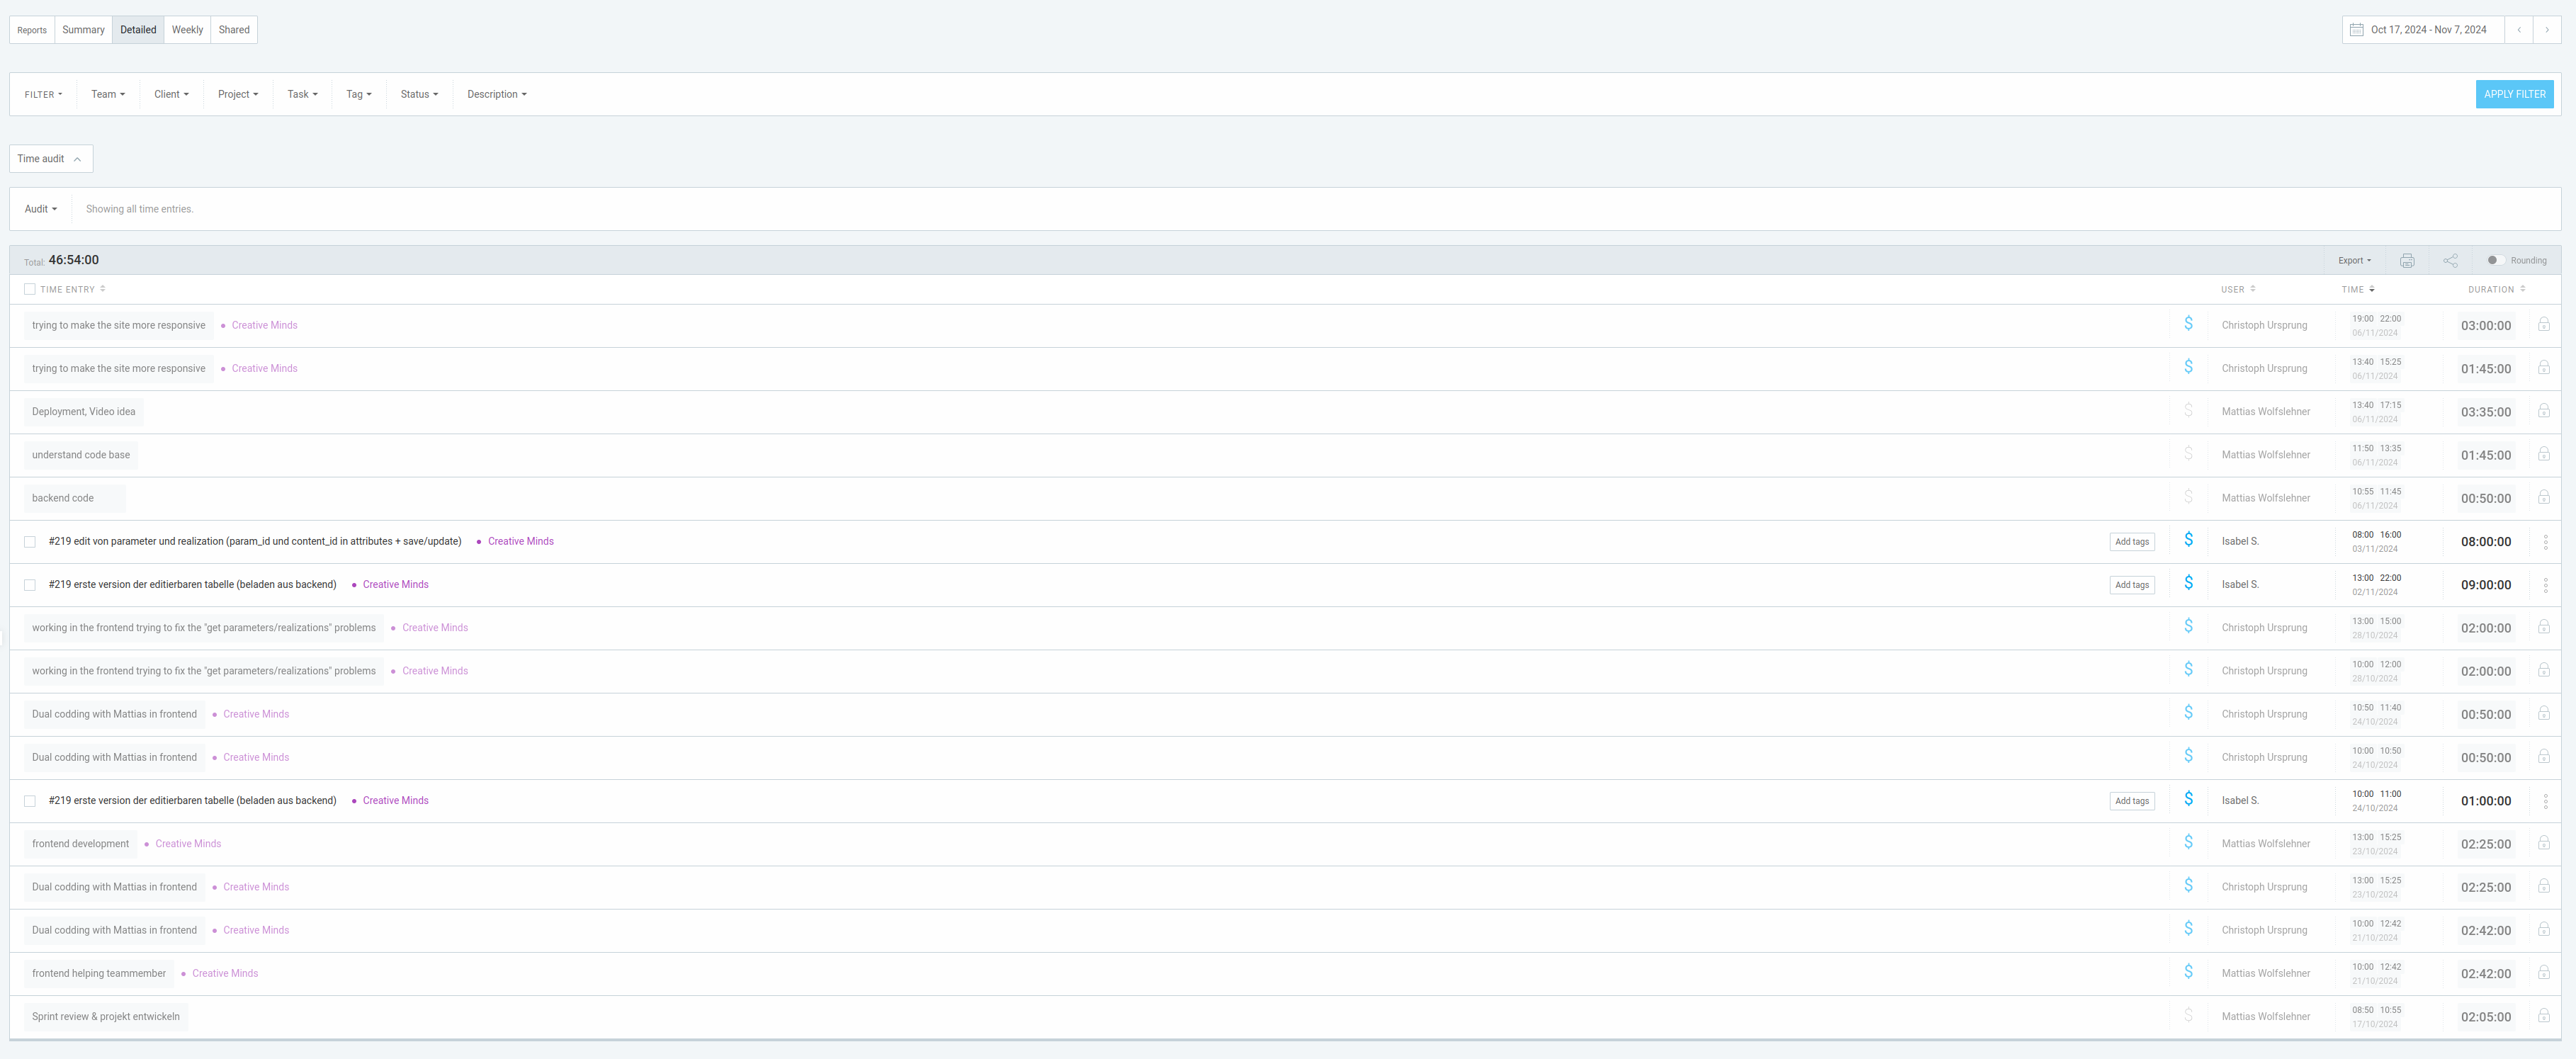 Reports Summary Detailed Weekly Shared Oct 17, 2024 - Nov 7, 2024
FILTER Team Client Project Task Tag Status Description APPLY FILTER
Time audit
Audit Showing all time entries.
Total: 46:54:00 Export Rounding
TIME ENTRY USER TIME DURATION
trying to make the site more responsive Creative Minds $ Christoph Ursprung 19:00 22:00 03:00:00
06/11/2024
trying to make the site more responsive Creative Minds $ Christoph Ursprung 13:40 15:25 01:45:00
06/11/2024
Deployment, Video idea $ Mattias Wolfslehner 13:40 17:15 03:35:00
06/11/2024
understand code base $ Mattias Wolfslehner 11:50 13:35 01:45:00
06/11/2024
backend code $ Mattias Wolfslehner 10:55 11:45 00:50:00
06/11/2024
#219 edit von parameter und realization (param_id und content_id in attributes + save/update) Creative Minds Add tags $ Isabel S. 08:00 16:00 08:00:00
03/11/2024
#219 erste version der editierbaren tabelle (beladen aus backend) Creative Minds Add tags $ Isabel S. 13:00 22:00 09:00:00
02/11/2024
working in the frontend trying to fix the "get parameters/realizations" problems Creative Minds $ Christoph Ursprung 13:00 15:00 02:00:00
28/10/2024
working in the frontend trying to fix the "get parameters/realizations" problems Creative Minds $ Christoph Ursprung 10:00 12:00 02:00:00
28/10/2024
Dual codding with Mattias in frontend Creative Minds $ Christoph Ursprung 10:50 11:40 00:50:00
24/10/2024
Dual codding with Mattias in frontend Creative Minds $ Christoph Ursprung 10:00 10:50 00:50:00
24/10/2024
#219 erste version der editierbaren tabelle (beladen aus backend) Creative Minds Add tags $ Isabel S. 10:00 11:00 01:00:00
24/10/2024
frontend development Creative Minds $ Mattias Wolfslehner 13:00 15:25 02:25:00
23/10/2024
Dual codding with Mattias in frontend Creative Minds $ Christoph Ursprung 13:00 15:25 02:25:00
23/10/2024
Dual codding with Mattias in frontend Creative Minds $ Christoph Ursprung 10:00 12:42 02:42:00
21/10/2024
frontend helping teammember Creative Minds $ Mattias Wolfslehner 10:00 12:42 02:42:00
21/10/2024
Sprint review & projekt entwickeln $ Mattias Wolfslehner 08:50 10:55 02:05:00
17/10/2024